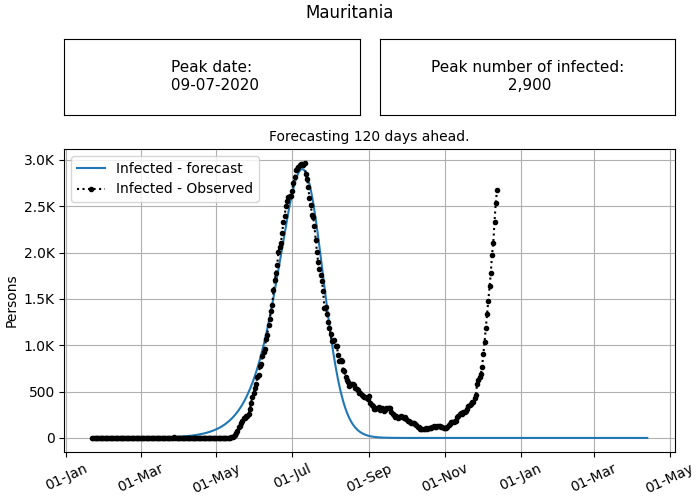 Mauritania
Peak date:
09-07-2020
Peak number of infected:
2,900
Forecasting 120 days ahead.
Infected - forecast
Infected - Observed
3.0K
2.5K
2.0K
1.5K
1.0K
500
0
Persons
01-Jan
01-Mar
01-May
01-Jul
01-Sep
01-Nov
01-Jan
01-Mar
01-May